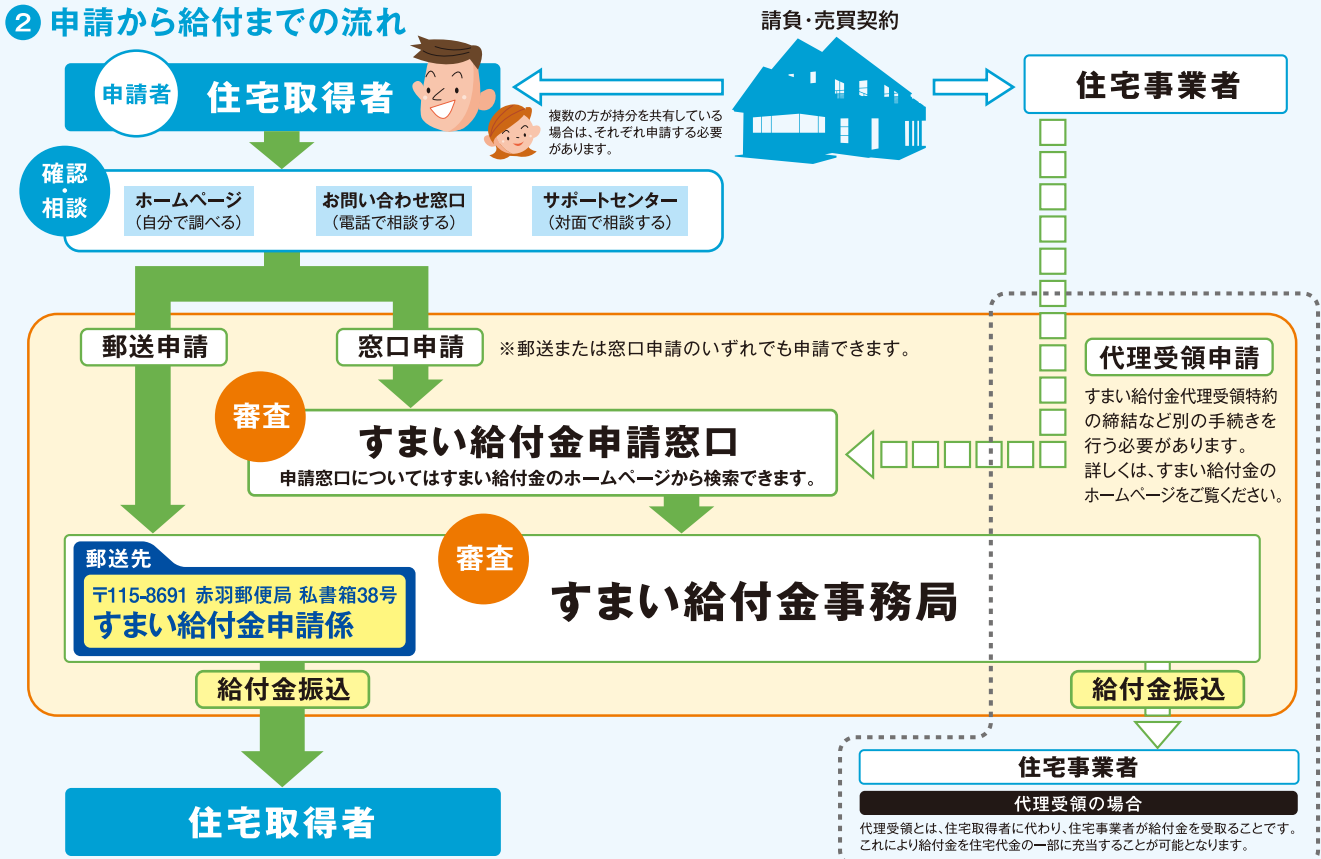 2 申請から給付までの流れ
請負・売買契約
申請者
住宅取得者
住宅事業者
複数の方が持分を共有している
場合は、それぞれ申請する必要
があります。
確認
・
相談
ホームページ
(自分で調べる)
お問い合わせ窓口
(電話で相談する)
サポートセンター
(対面で相談する)
郵送申請
窓口申請
※郵送または窓口申請のいずれでも申請できます。
代理受領申請
すまい給付金代理受領特約
の締結など別の手続きを
行う必要があります。
詳しくは、すまい給付金の
ホームページをご覧ください。
審査
すまい給付金申請窓口
申請窓口についてはすまい給付金のホームページから検索できます。
審査
すまい給付金事務局
郵送先
〒115-8691 赤羽郵便局 私書箱38号
すまい給付金申請係
給付金振込
給付金振込
住宅取得者
住宅事業者
代理受領の場合
代理受領とは、住宅取得者に代わり、住宅事業者が給付金を受取ることです。
これにより給付金を住宅代金の一部に充当することが可能となります。